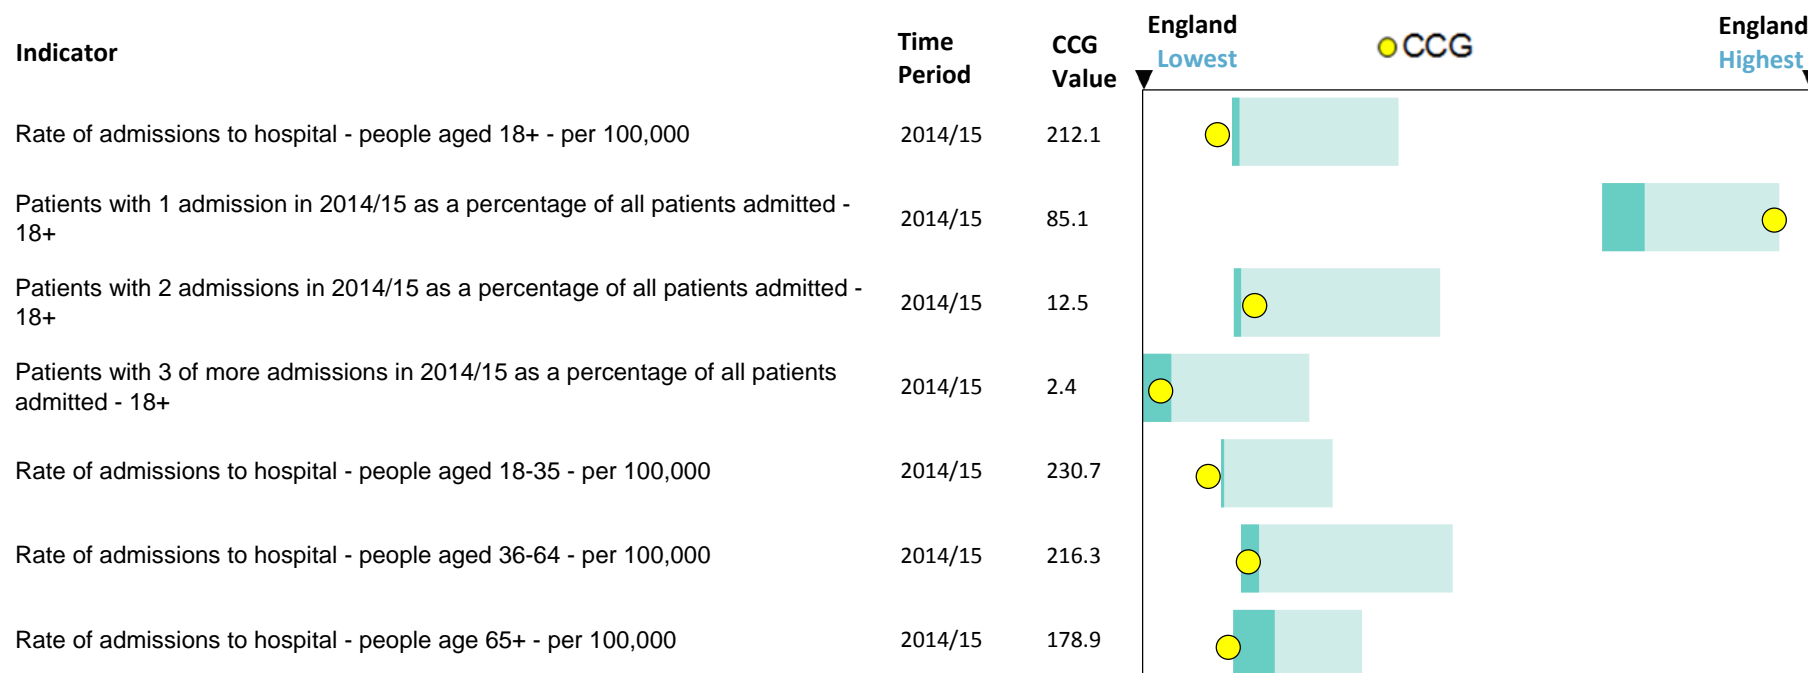 Indicator
Time
Period
CCG
Value
England
Lowest
CCG
England
Highest
Rate of admissions to hospital - people aged 18+ - per 100,000
2014/15
212.1
Patients with 1 admission in 2014/15 as a percentage of all patients admitted -
18+
2014/15
85.1
Patients with 2 admissions in 2014/15 as a percentage of all patients admitted -
18+
2014/15
12.5
Patients with 3 of more admissions in 2014/15 as a percentage of all patients
admitted - 18+
2014/15
2.4
Rate of admissions to hospital - people aged 18-35 - per 100,000
2014/15
230.7
Rate of admissions to hospital - people aged 36-64 - per 100,000
2014/15
216.3
Rate of admissions to hospital - people age 65+ - per 100,000
2014/15
178.9